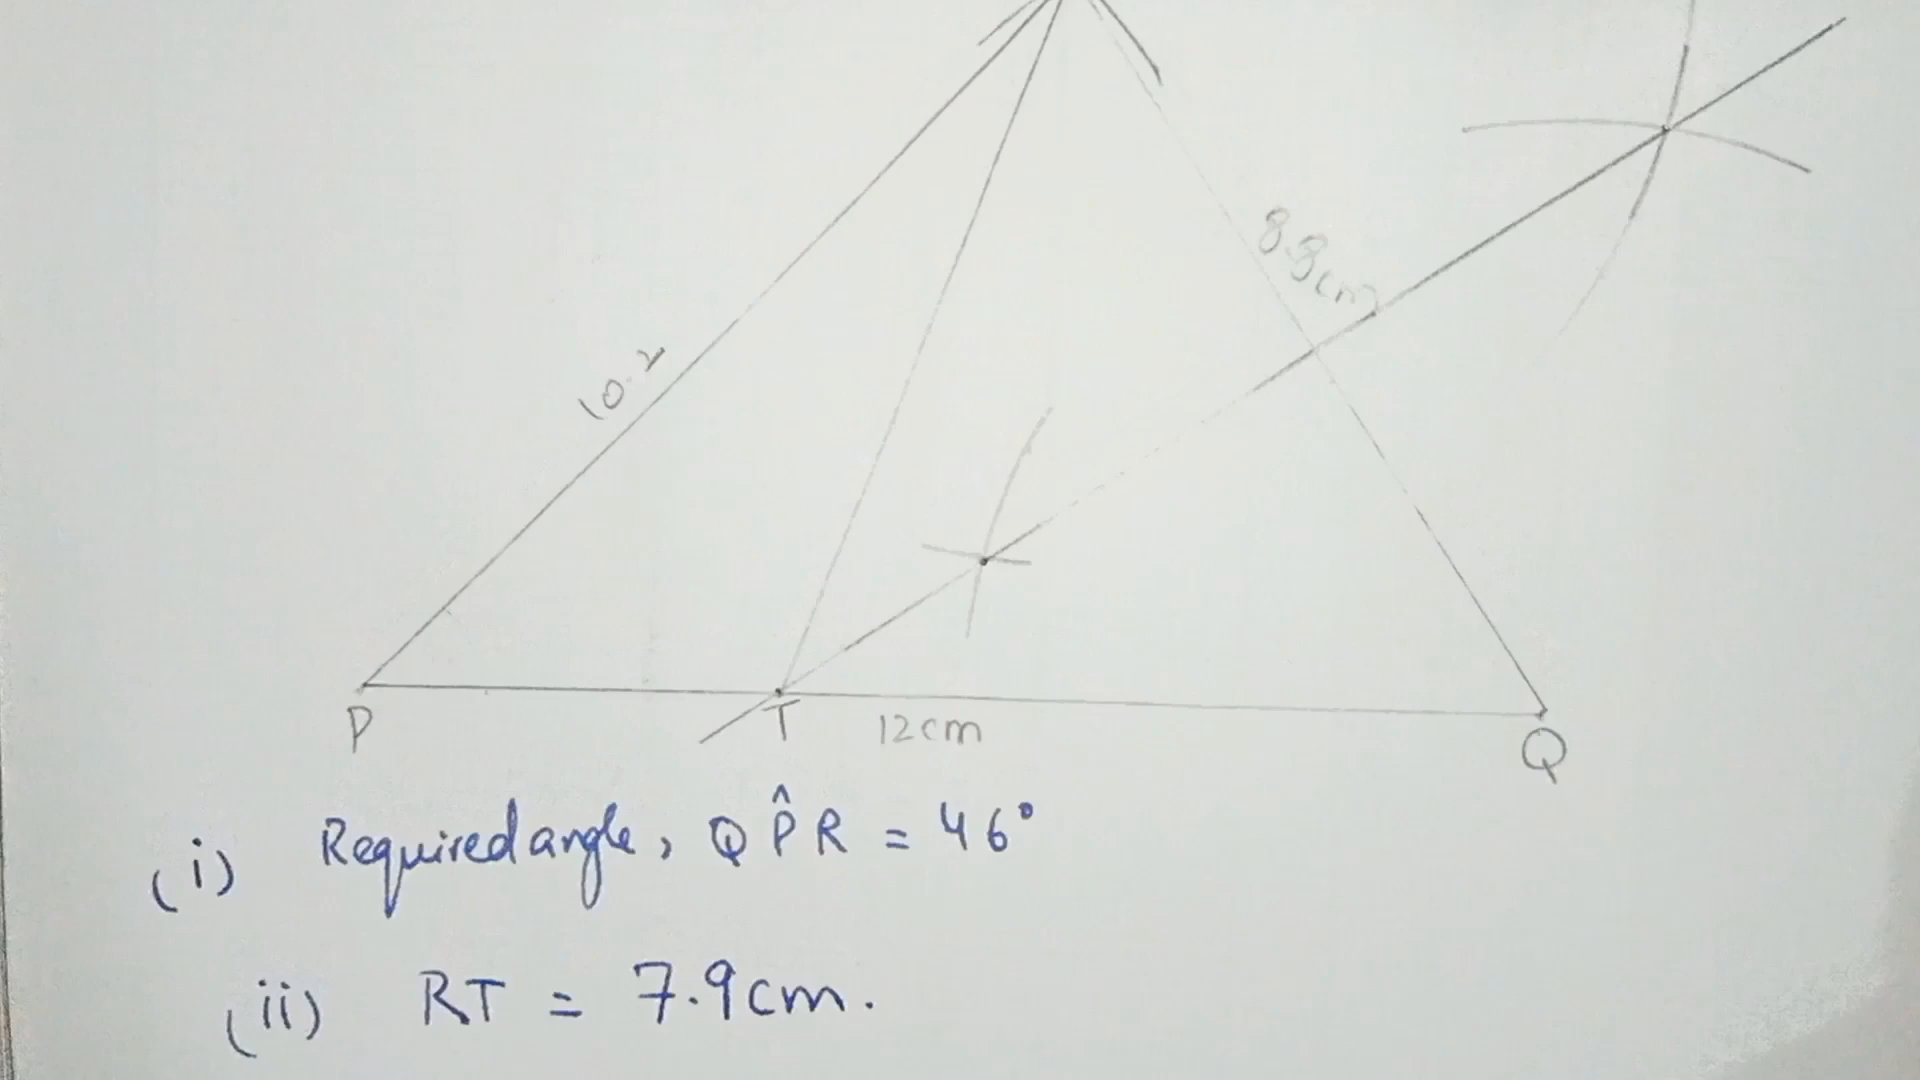 8.8cm
10.2
P
T
12cm
Q
(i) Required angle, QP̂R = 46°
(ii) RT = 7.9cm.